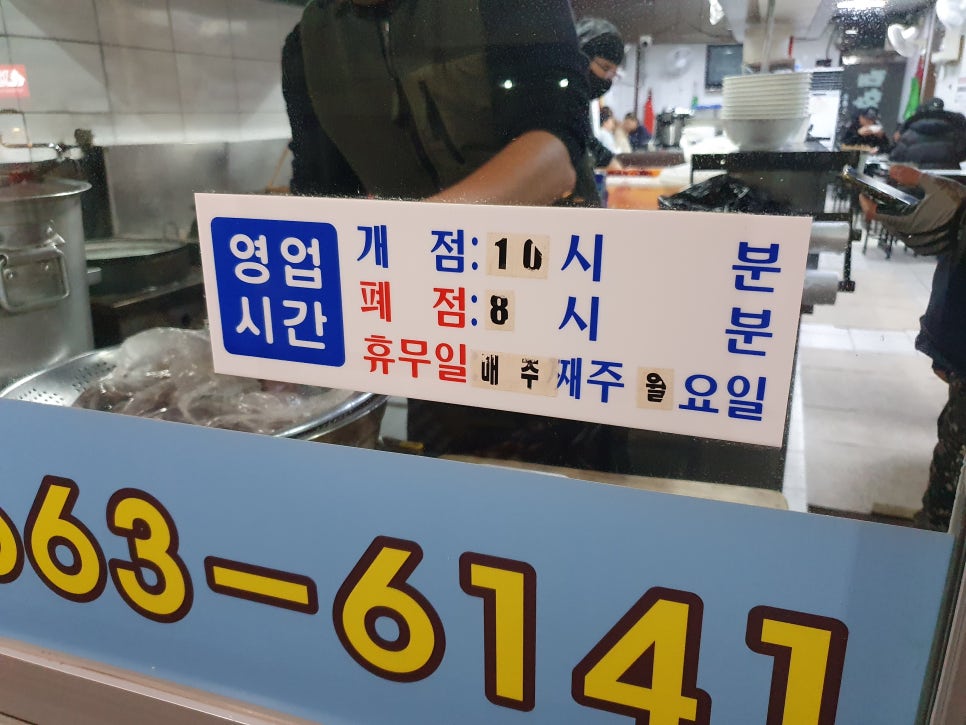 영업
시간
개 점: 10 시 분
폐 점: 8 시 분
휴무일 매 주 째주 월 요일
663-6141